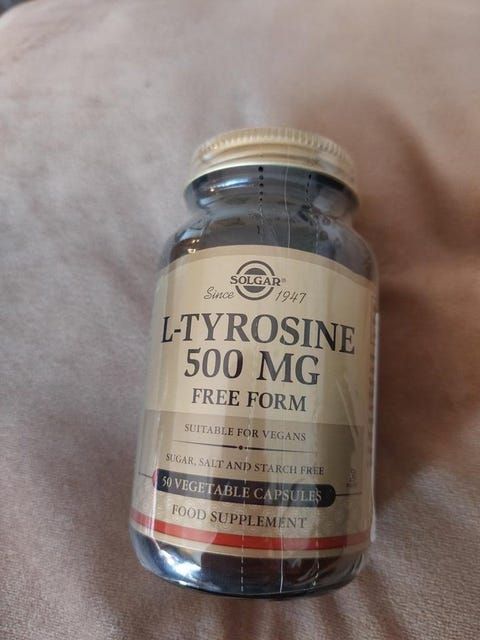 SOLGAR®
Since 1947
L-TYROSINE
500 MG
FREE FORM
SUITABLE FOR VEGANS
SUGAR, SALT AND STARCH FREE
50 VEGETABLE CAPSULES
FOOD SUPPLEMENT